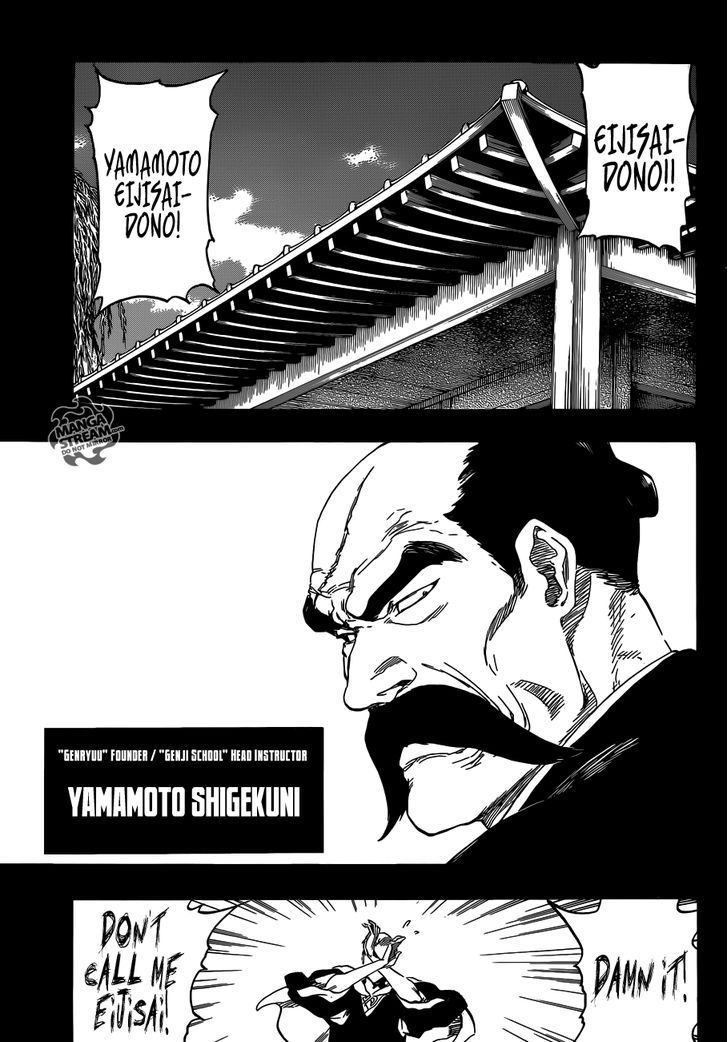 EIJISAI-
DONO!!
YAMAMOTO
EIJISAI-
DONO!
MANGA
STREAM.com
DO NOT MIRROR
"GENRYUU" FOUNDER / "GENJI SCHOOL" HEAD INSTRUCTOR
YAMAMOTO SHIGEKUNI
DAMN IT!
DON'T
CALL ME
EIJISAI!